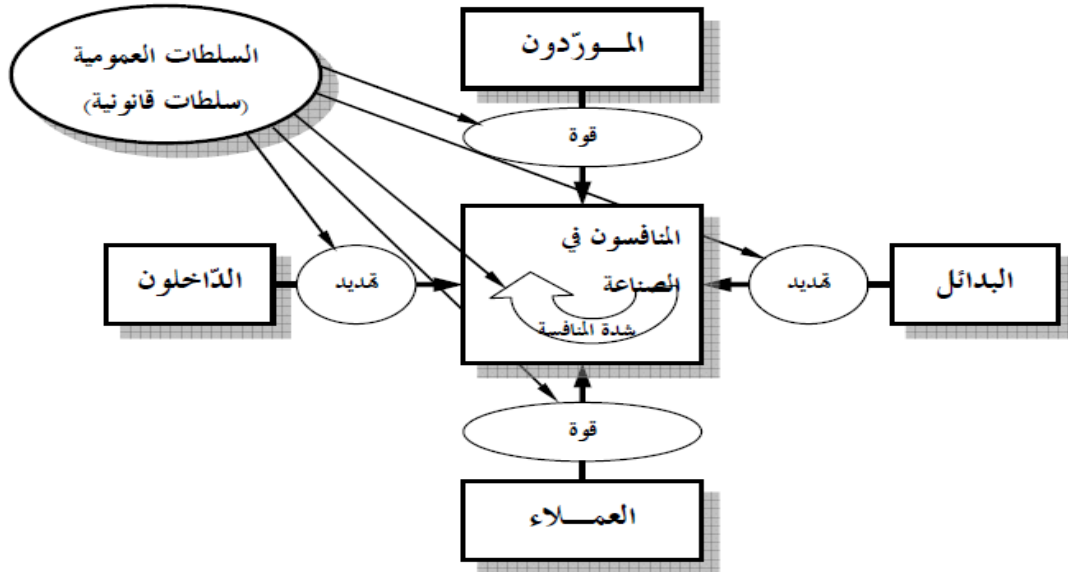 السلطات العمومية
(سلطات قانونية)
المـــورّدون
قوة
المنافسون في
الصناعة
شدة المنافسة
البدائل
تهديد
تهديد
الدّاخلون
قوة
العمـــلاء